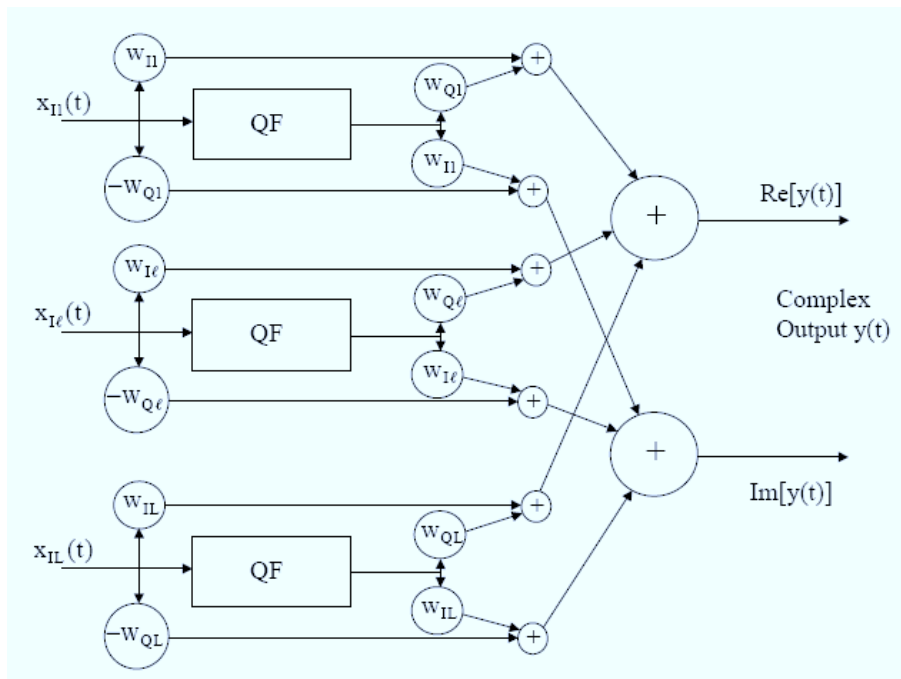 w_I1
x_I1(t)
QF
w_Q1
+
−w_Q1
w_I1
+
+
Re[y(t)]
w_Iℓ
x_Iℓ(t)
QF
w_Qℓ
+
Complex
Output y(t)
−w_Qℓ
w_Iℓ
+
+
Im[y(t)]
w_IL
x_IL(t)
QF
w_QL
+
−w_QL
w_IL
+